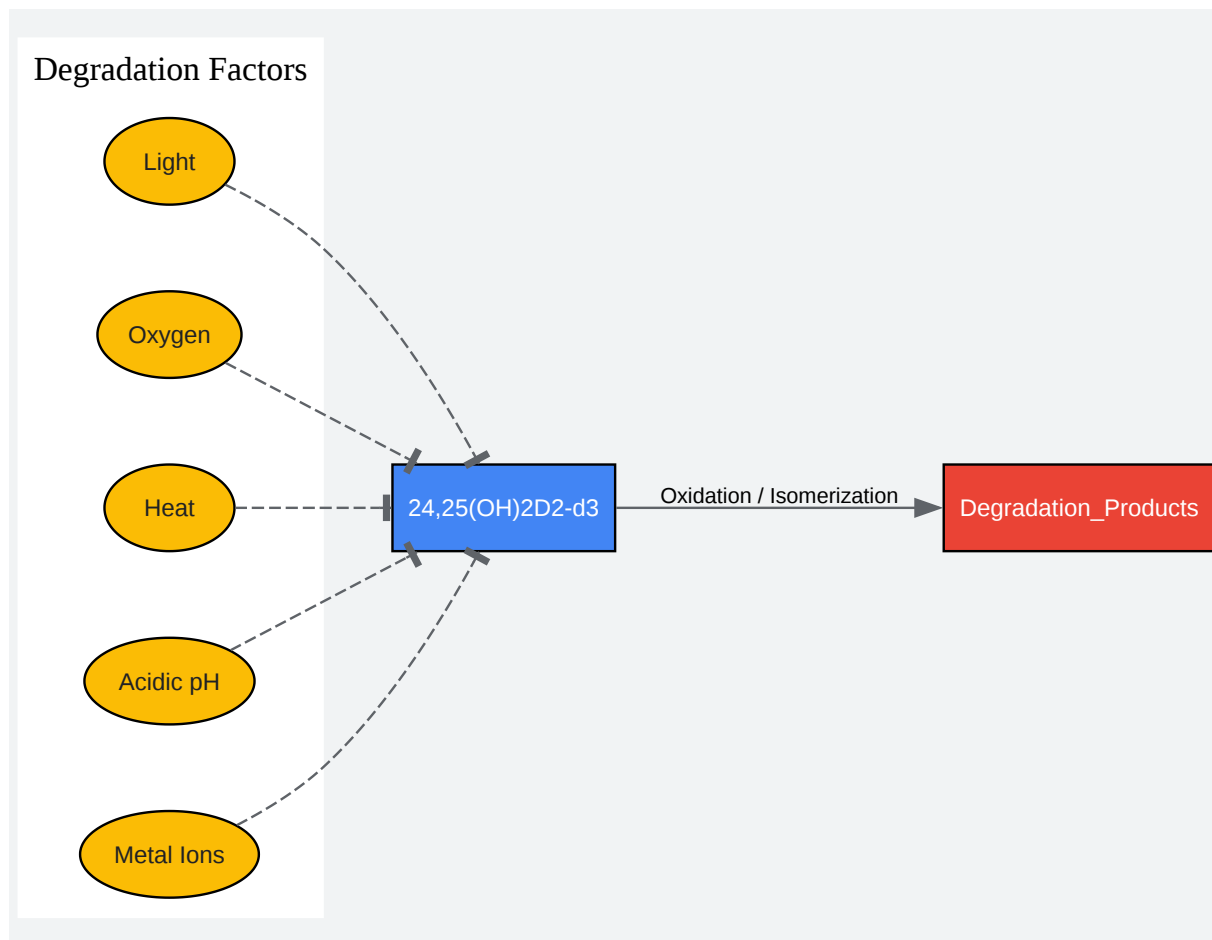 Degradation Factors
Light
Oxygen
Heat
Acidic pH
Metal Ions
24,25(OH)2D2-d3
Oxidation / Isomerization
Degradation_Products